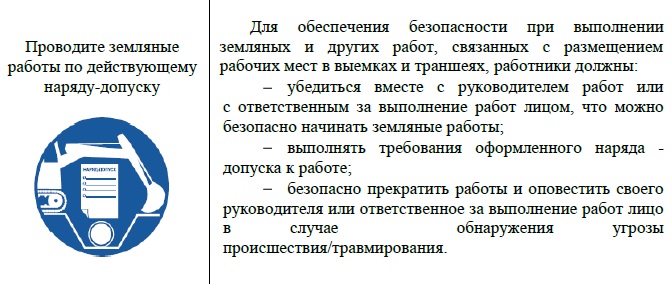 Проводите земляные
работы по действующему
наряду-допуску
НАРЯД-ДОПУСК
Для обеспечения безопасности при выполнении
земляных и других работ, связанных с размещением
рабочих мест в выемках и траншеях, работники должны:
– убедиться вместе с руководителем работ или
с ответственным за выполнение работ лицом, что можно
безопасно начинать земляные работы;
– выполнять требования оформленного наряда -
допуска к работе;
– безопасно прекратить работы и оповестить своего
руководителя или ответственное за выполнение работ лицо
в случае обнаружения угрозы
происшествия/травмирования.